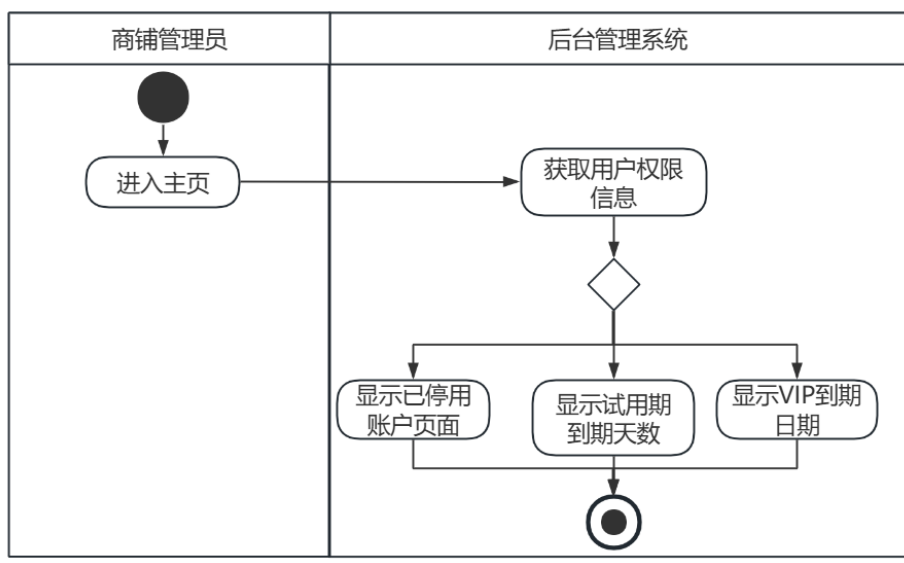 商铺管理员
后台管理系统
进入主页
获取用户权限
信息
显示已停用
账户页面
显示试用期
到期天数
显示VIP到期
日期